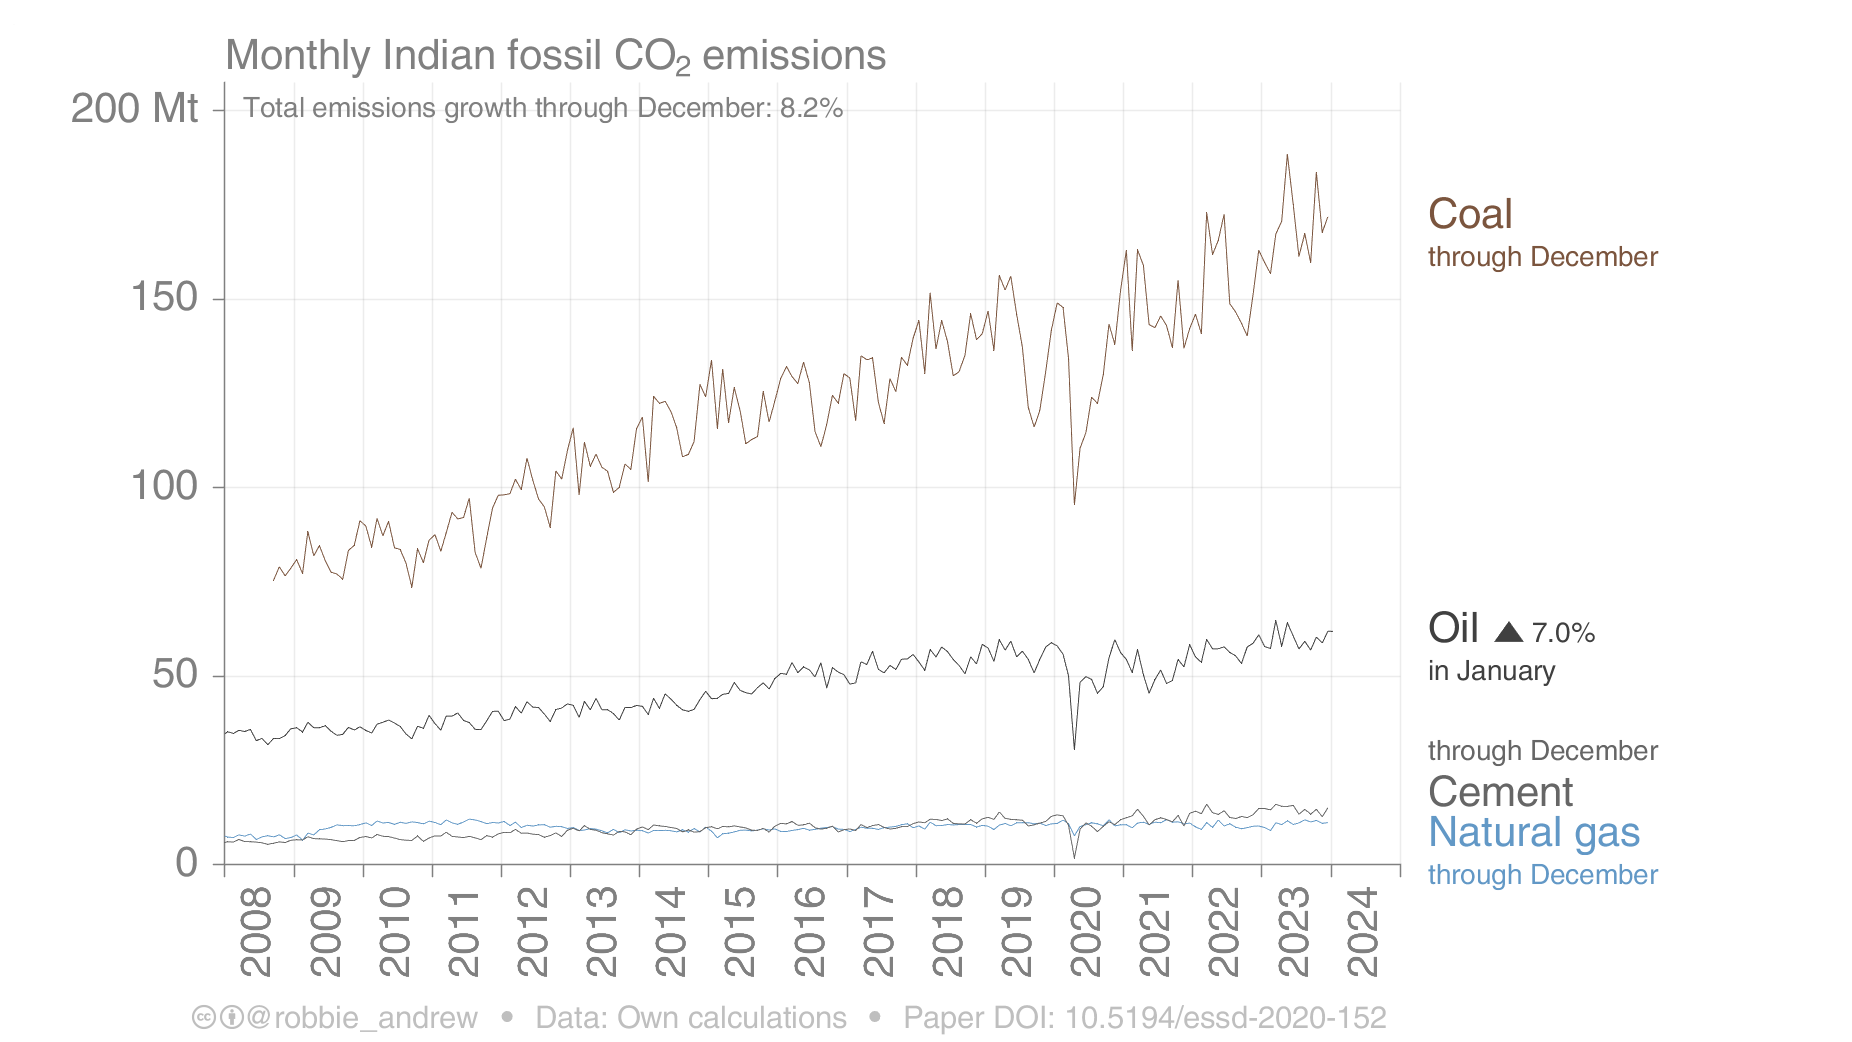 Monthly Indian fossil CO₂ emissions
200 Mt
Total emissions growth through December: 8.2%
150
100
50
0
Coal
through December
Oil ▲ 7.0%
in January
through December
Cement
Natural gas
through December
2008 2009 2010 2011 2012 2013 2014 2015 2016 2017 2018 2019 2020 2021 2022 2023 2024
@robbie_andrew • Data: Own calculations • Paper DOI: 10.5194/essd-2020-152